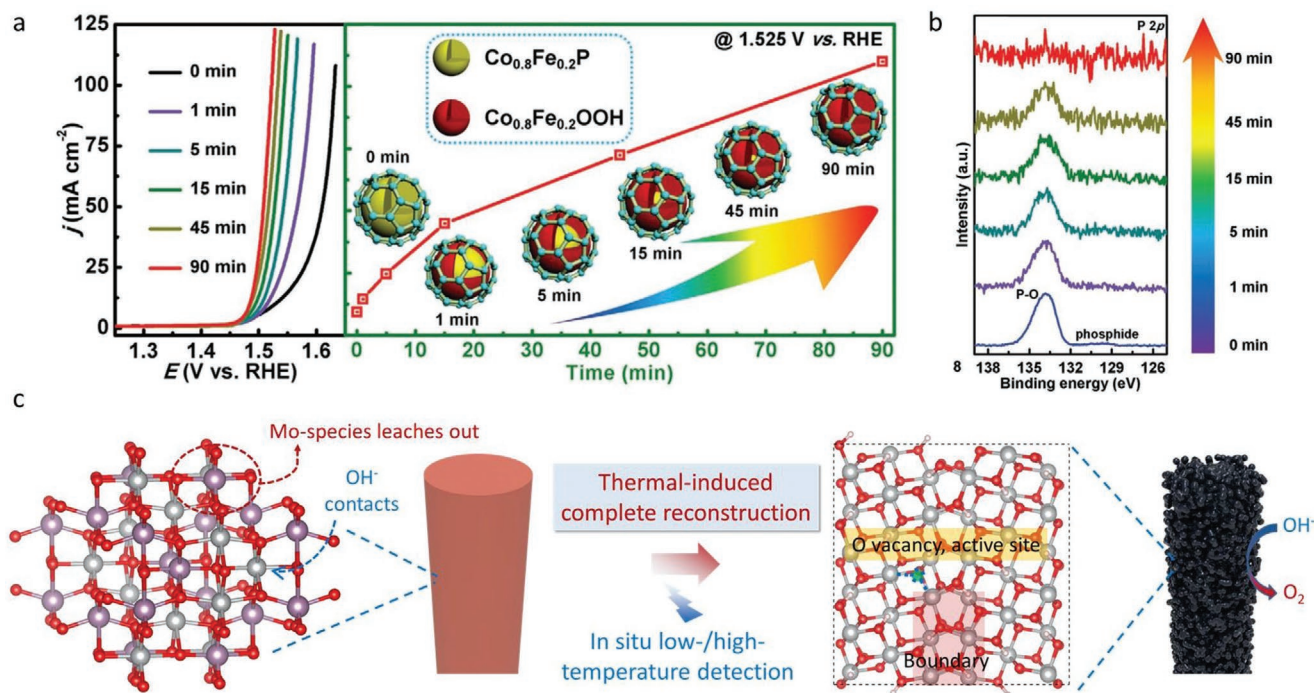 a
125
100
75
50
25
0
j (mA cm⁻²)
0 min
1 min
5 min
15 min
45 min
90 min
1.3 1.4 1.5 1.6
E (V vs. RHE)
Co₀.₈Fe₀.₂P
Co₀.₈Fe₀.₂OOH
@ 1.525 V vs. RHE
0 min
1 min
5 min
15 min
45 min
90 min
0 10 20 30 40 50 60 70 80 90
Time (min)
b
P 2p
Intensity (a.u.)
P-O
phosphide
8 138 135 132 129 126
Binding energy (eV)
90 min
45 min
15 min
5 min
1 min
0 min
c
Mo-species leaches out
OH⁻
contacts
Thermal-induced
complete reconstruction
In situ low-/high-
temperature detection
O vacancy, active site
Boundary
OH⁻
O₂